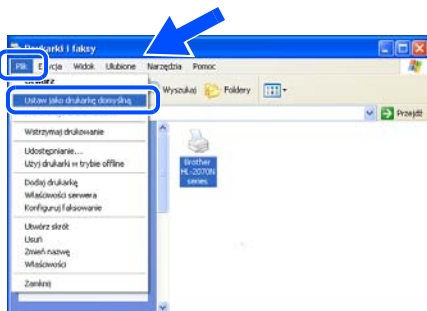 Drukarki i faksy
Plik Edycja Widok Ulubione Narzędzia Pomoc
Wyszukaj Foldery
Ustaw jako drukarkę domyślną
Przejdź
Wstrzymaj drukowanie
Udostępnianie...
Użyj drukarki w trybie offline
Dodaj drukarkę
Właściwości serwera
Konfiguruj faksowanie
Utwórz skrót
Usuń
Zmień nazwę
Właściwości
Zamknij
Brother
HL-2070N
series